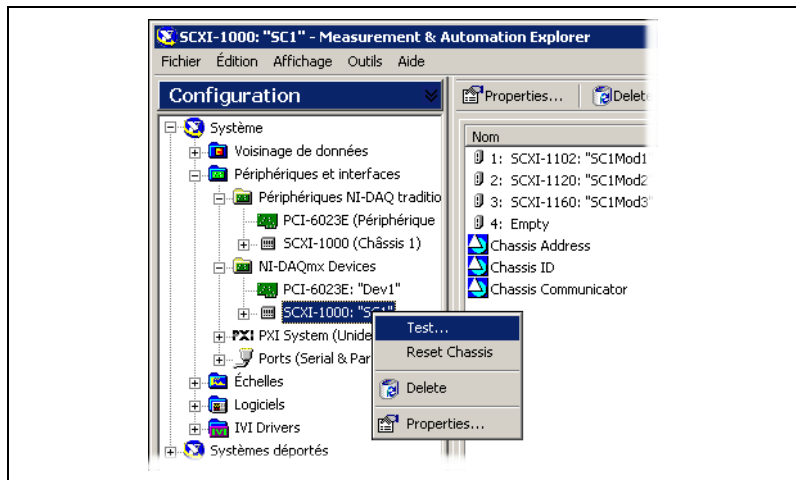 SCXI-1000: "SC1" - Measurement & Automation Explorer
Fichier Édition Affichage Outils Aide
Configuration
Properties... Delet
Système
Voisinage de données
Périphériques et interfaces
Périphériques NI-DAQ traditio
PCI-6023E (Périphérique
SCXI-1000 (Châssis 1)
NI-DAQmx Devices
PCI-6023E: "Dev1"
SCXI-1000: "SC1"
PXI PXI System (Unide
Ports (Serial & Par
Échelles
Logiciels
IVI IVI Drivers
Systèmes déportés
Nom
1: SCXI-1102: "SC1Mod1
2: SCXI-1120: "SC1Mod2"
3: SCXI-1160: "SC1Mod3"
4: Empty
Chassis Address
Chassis ID
Chassis Communicator
Test...
Reset Chassis
Delete
Properties...